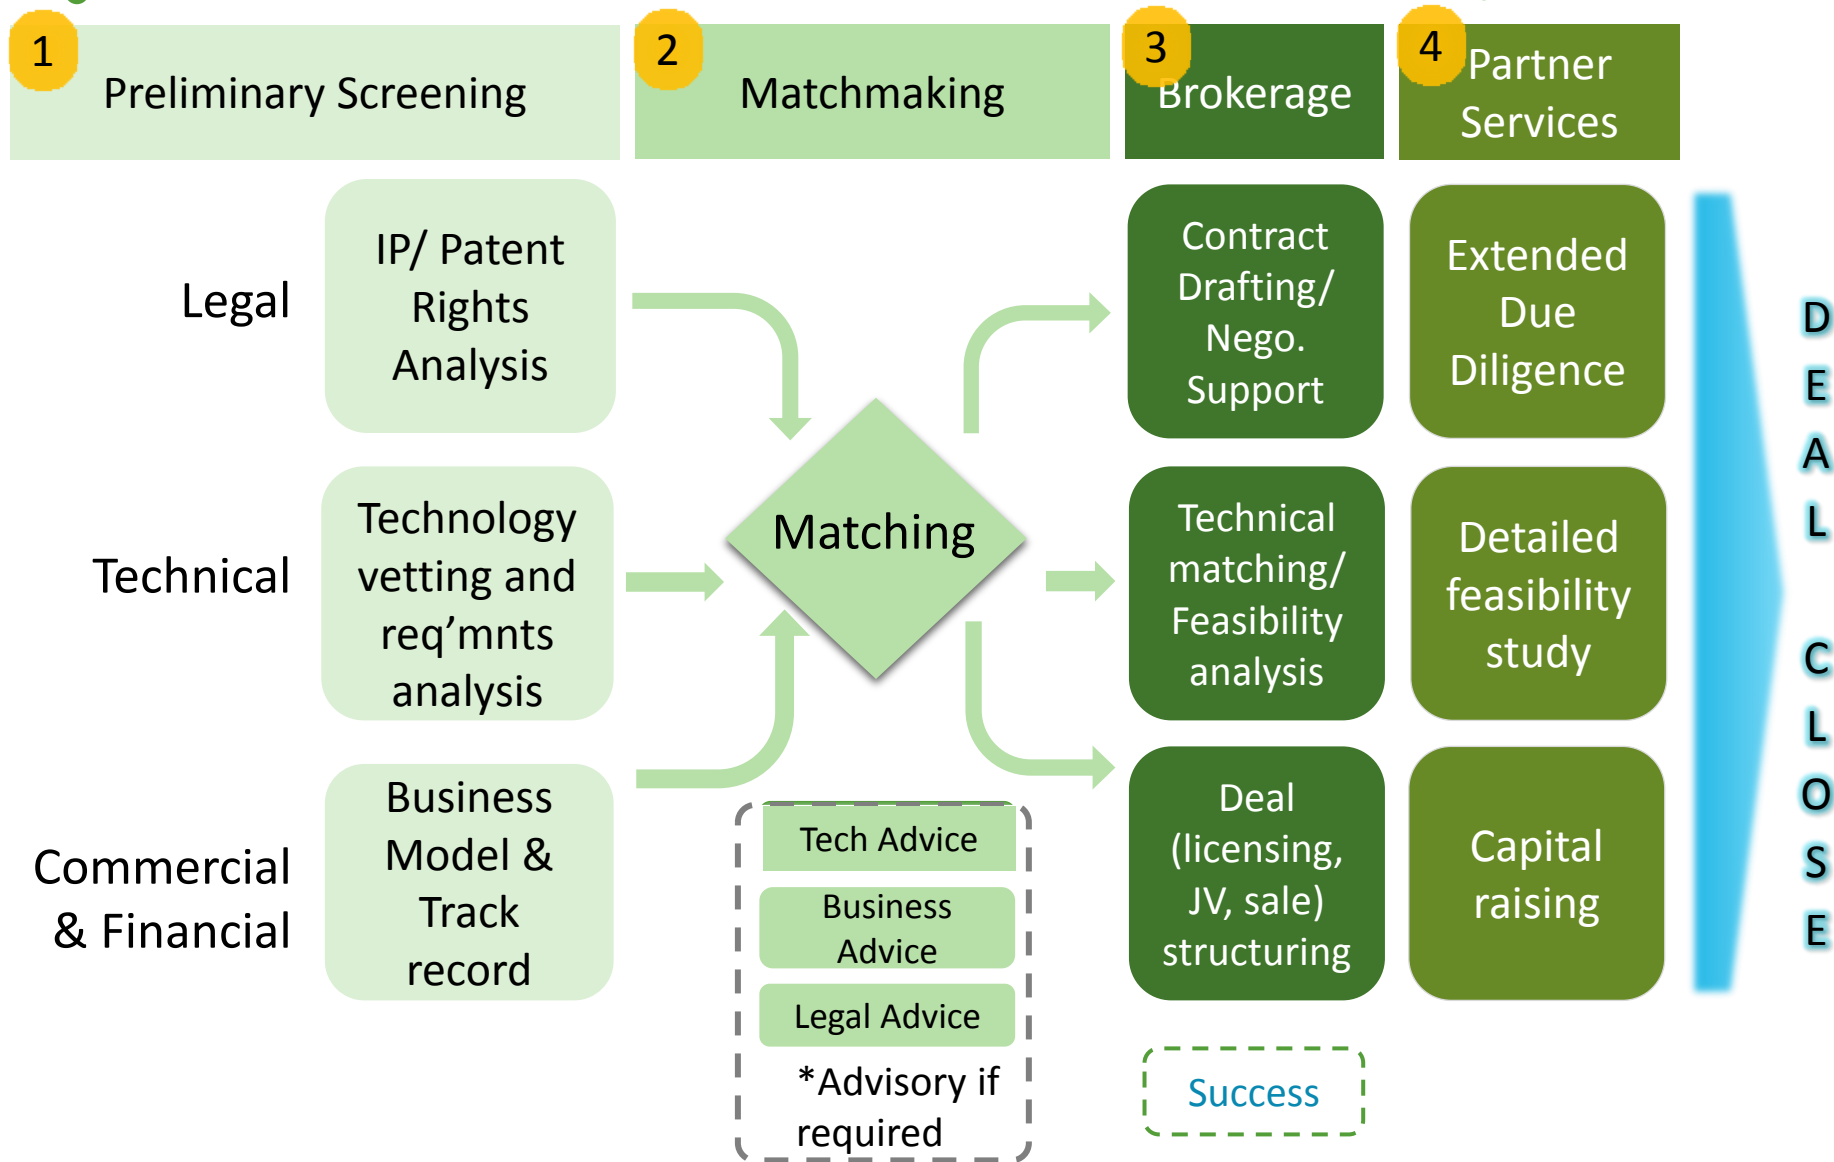 1
Preliminary Screening
2
Matchmaking
3
Brokerage
4
Partner
Services
Legal
IP/ Patent
Rights
Analysis
Contract
Drafting/
Nego.
Support
Extended
Due
Diligence
Technical
Technology
vetting and
req’mnts
analysis
Matching
Technical
matching/
Feasibility
analysis
Detailed
feasibility
study
Commercial
& Financial
Business
Model &
Track
record
Tech Advice
Business
Advice
Legal Advice
*Advisory if
required
Deal
(licensing,
JV, sale)
structuring
Capital
raising
Success
D
E
A
L
C
L
O
S
E